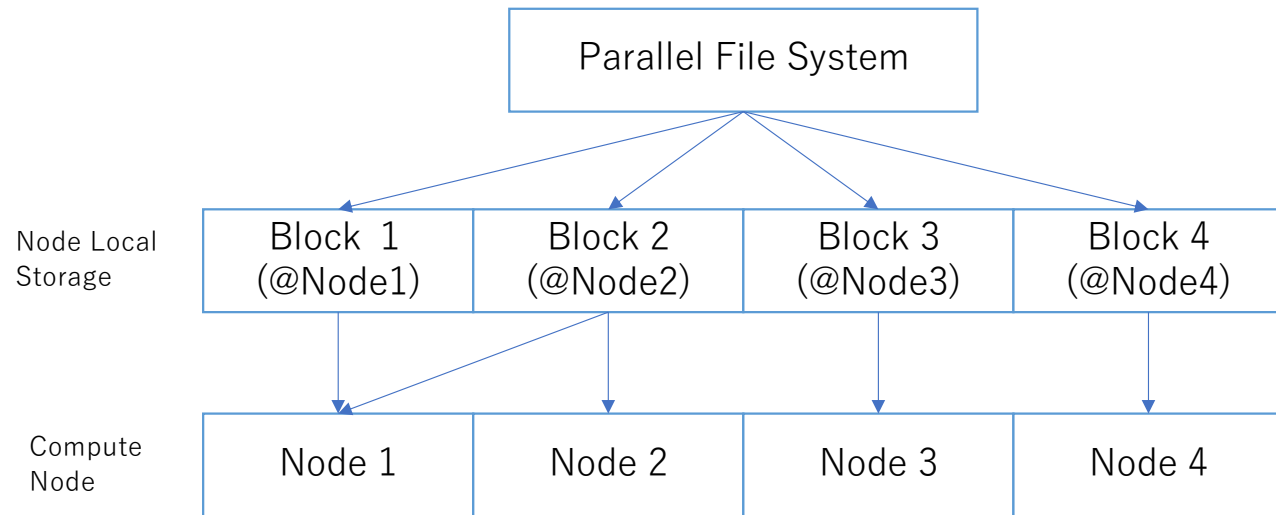 Parallel File System
Node Local
Storage
Block 1
(@Node1)
Block 2
(@Node2)
Block 3
(@Node3)
Block 4
(@Node4)
Compute
Node
Node 1
Node 2
Node 3
Node 4